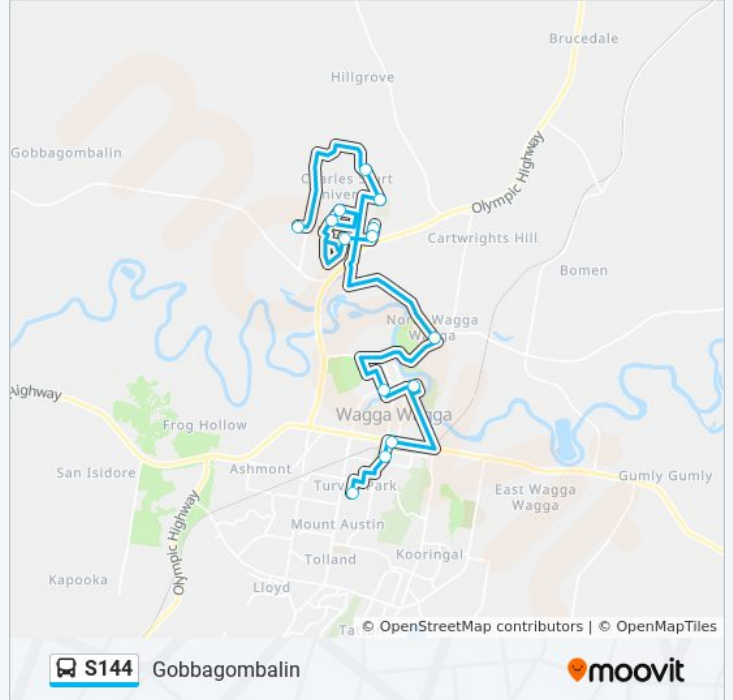 Brucedale
Hillgrove
Gobbagombalin
Olympic Highway
Charles Sturt
University
Cartwrights Hill
Bomen
North Wagga
Wagga
Highway
Wagga Wagga
Frog Hollow
San Isidore
Ashmont
Gumly Gumly
Turvey Park
East Wagga
Wagga
Olympic Highway
Mount Austin
Kooringal
Tolland
Kapooka
Lloyd
© OpenStreetMap contributors | © OpenMapTiles
S144 Gobbagombalin
moovit